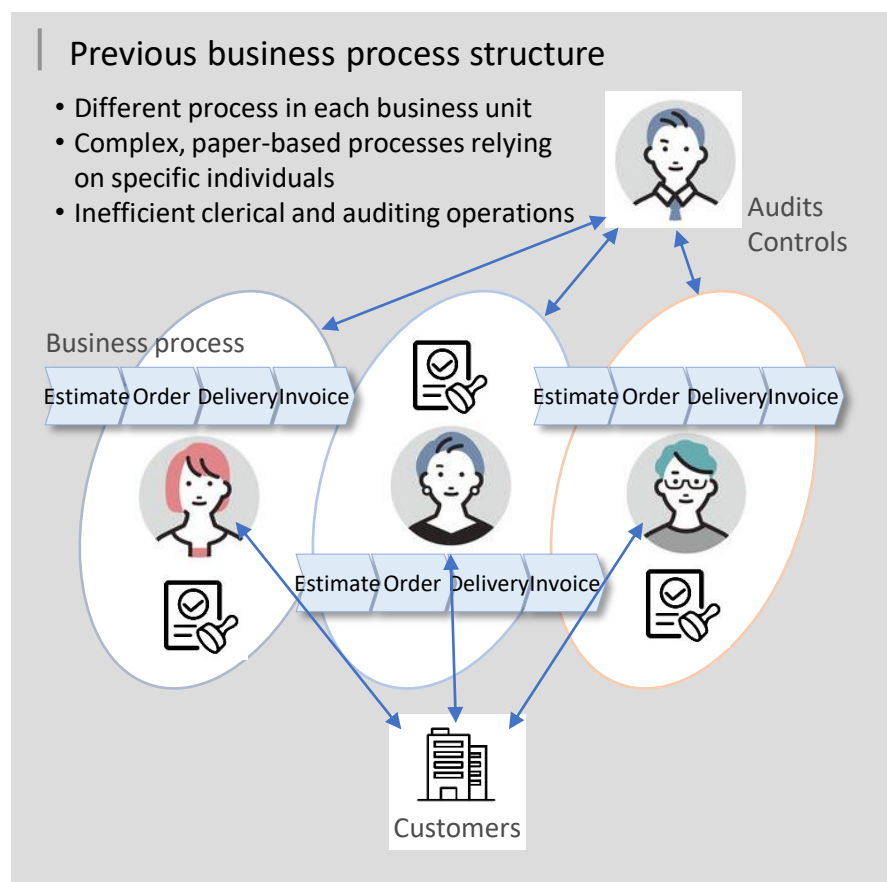 Previous business process structure
• Different process in each business unit
• Complex, paper-based processes relying
on specific individuals
• Inefficient clerical and auditing operations
Audits
Controls
Business process
Estimate Order Delivery Invoice
Estimate Order Delivery Invoice
Estimate Order Delivery Invoice
Customers